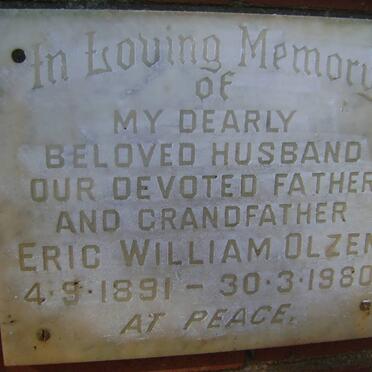 In Loving Memory
of
MY DEARLY
BELOVED HUSBAND
OUR DEVOTED FATHER
AND GRANDFATHER
ERIC WILLIAM OLZEN
4·9·1891 – 30·3·1980
AT PEACE.